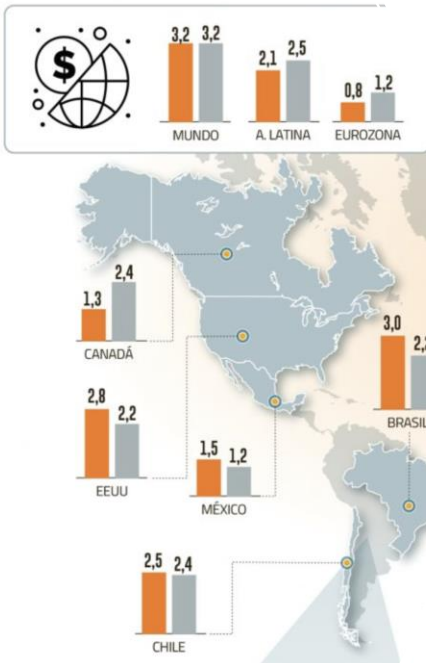 $
3,2 3,2
MUNDO
2,1 2,5
A. LATINA
0,8 1,2
EUROZONA
1,3 2,4
CANADÁ
3,0
BRASIL
2,8 2,2
EEUU
1,5 1,2
MÉXICO
2,5 2,4
CHILE